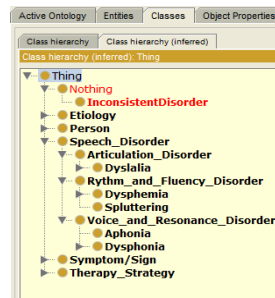 Active Ontology Entities Classes Object Properties
Class hierarchy Class hierarchy (inferred)
Class hierarchy (inferred): Thing
Thing
Nothing
InconsistentDisorder
Etiology
Person
Speech_Disorder
Articulation_Disorder
Dyslalia
Rythm_and_Fluency_Disorder
Dysphemia
Spluttering
Voice_and_Resonance_Disorder
Aphonia
Dysphonia
Symptom/Sign
Therapy_Strategy